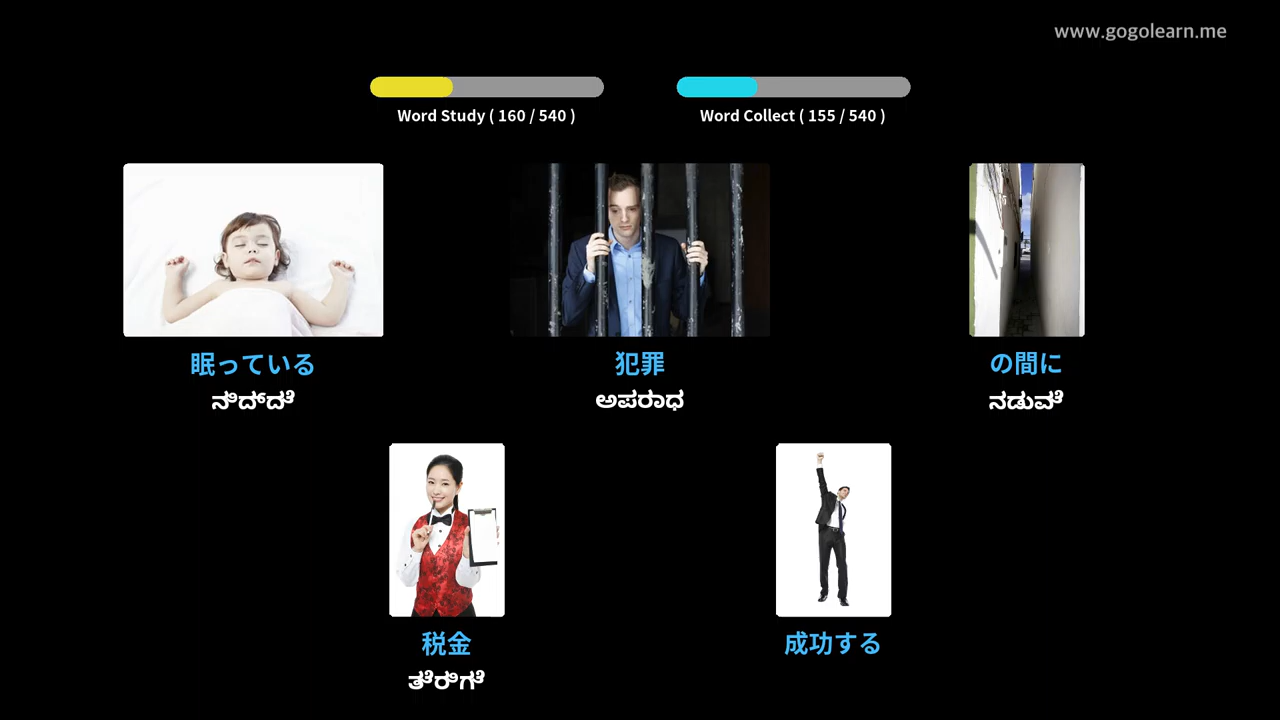 www.gogolearn.me
Word Study ( 160 / 540 )
Word Collect ( 155 / 540 )
眠っている
ನಿದ್ದೆ
犯罪
ಅಪರಾಧ
の間に
ನಡುವೆ
税金
ತೆರಿಗೆ
成功する